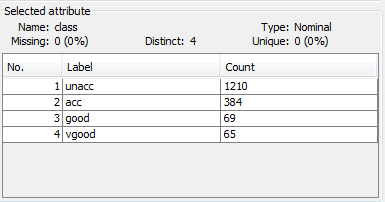 Selected attribute
Name: class Type: Nominal
Missing: 0 (0%) Distinct: 4 Unique: 0 (0%)
No. Label Count
1 unacc 1210
2 acc 384
3 good 69
4 vgood 65